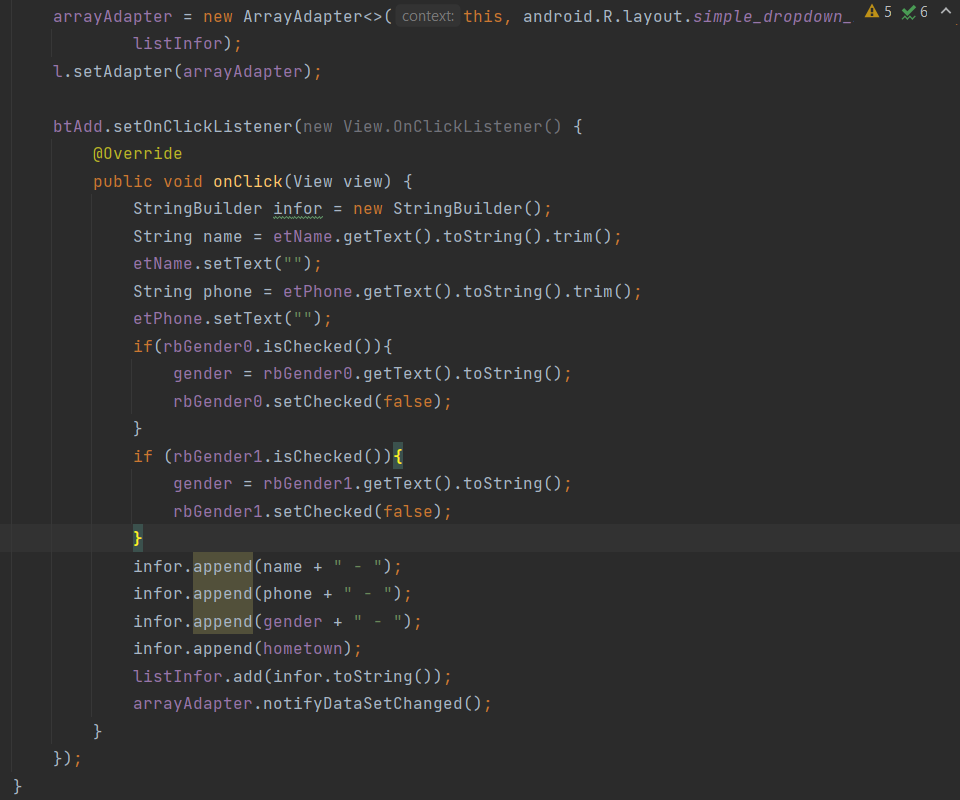 arrayAdapter = new ArrayAdapter<>( context: this, android.R.layout.simple_dropdown_ 5 6
listInfor);
l.setAdapter(arrayAdapter);
btAdd.setOnClickListener(new View.OnClickListener() {
@Override
public void onClick(View view) {
StringBuilder infor = new StringBuilder();
String name = etName.getText().toString().trim();
etName.setText("");
String phone = etPhone.getText().toString().trim();
etPhone.setText("");
if(rbGender0.isChecked()){
gender = rbGender0.getText().toString();
rbGender0.setChecked(false);
}
if (rbGender1.isChecked()){
gender = rbGender1.getText().toString();
rbGender1.setChecked(false);
}
infor.append(name + " - ");
infor.append(phone + " - ");
infor.append(gender + " - ");
infor.append(hometown);
listInfor.add(infor.toString());
arrayAdapter.notifyDataSetChanged();
}
});
}